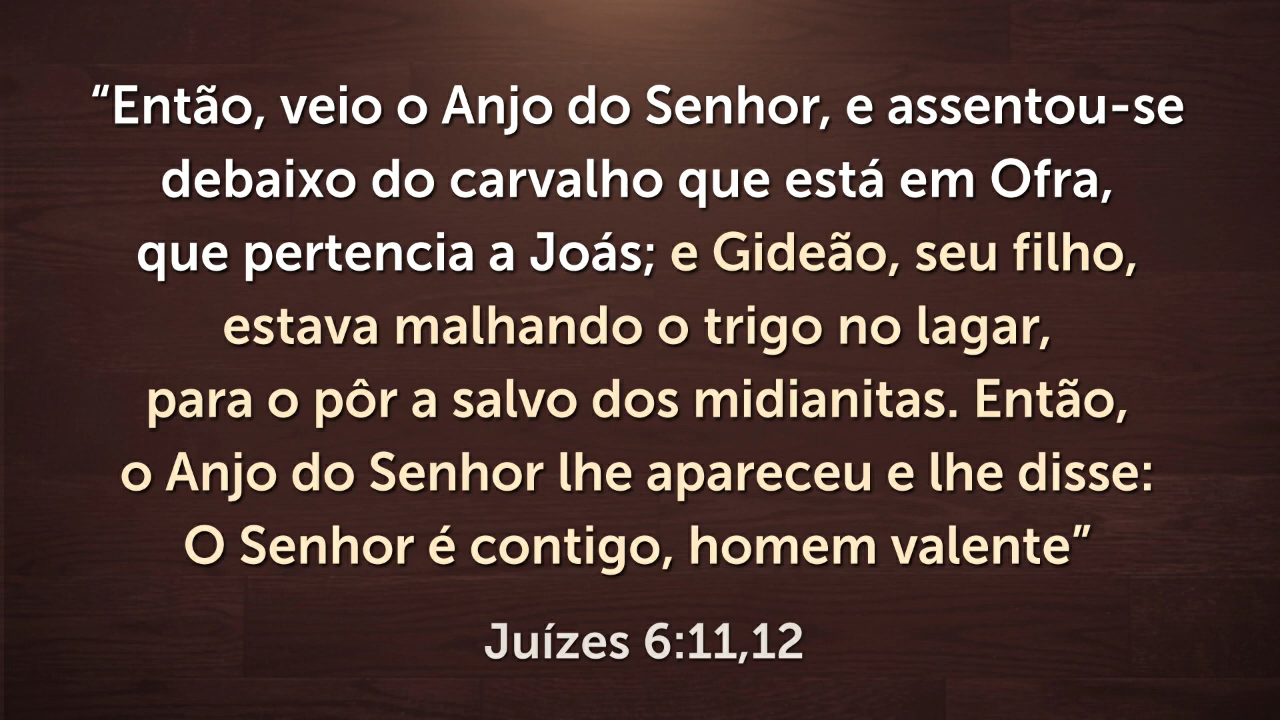 “Então, veio o Anjo do Senhor, e assentou-se
debaixo do carvalho que está em Ofra,
que pertencia a Joás; e Gideão, seu filho,
estava malhando o trigo no lagar,
para o pôr a salvo dos midianitas. Então,
o Anjo do Senhor lhe apareceu e lhe disse:
O Senhor é contigo, homem valente”
Juízes 6:11,12